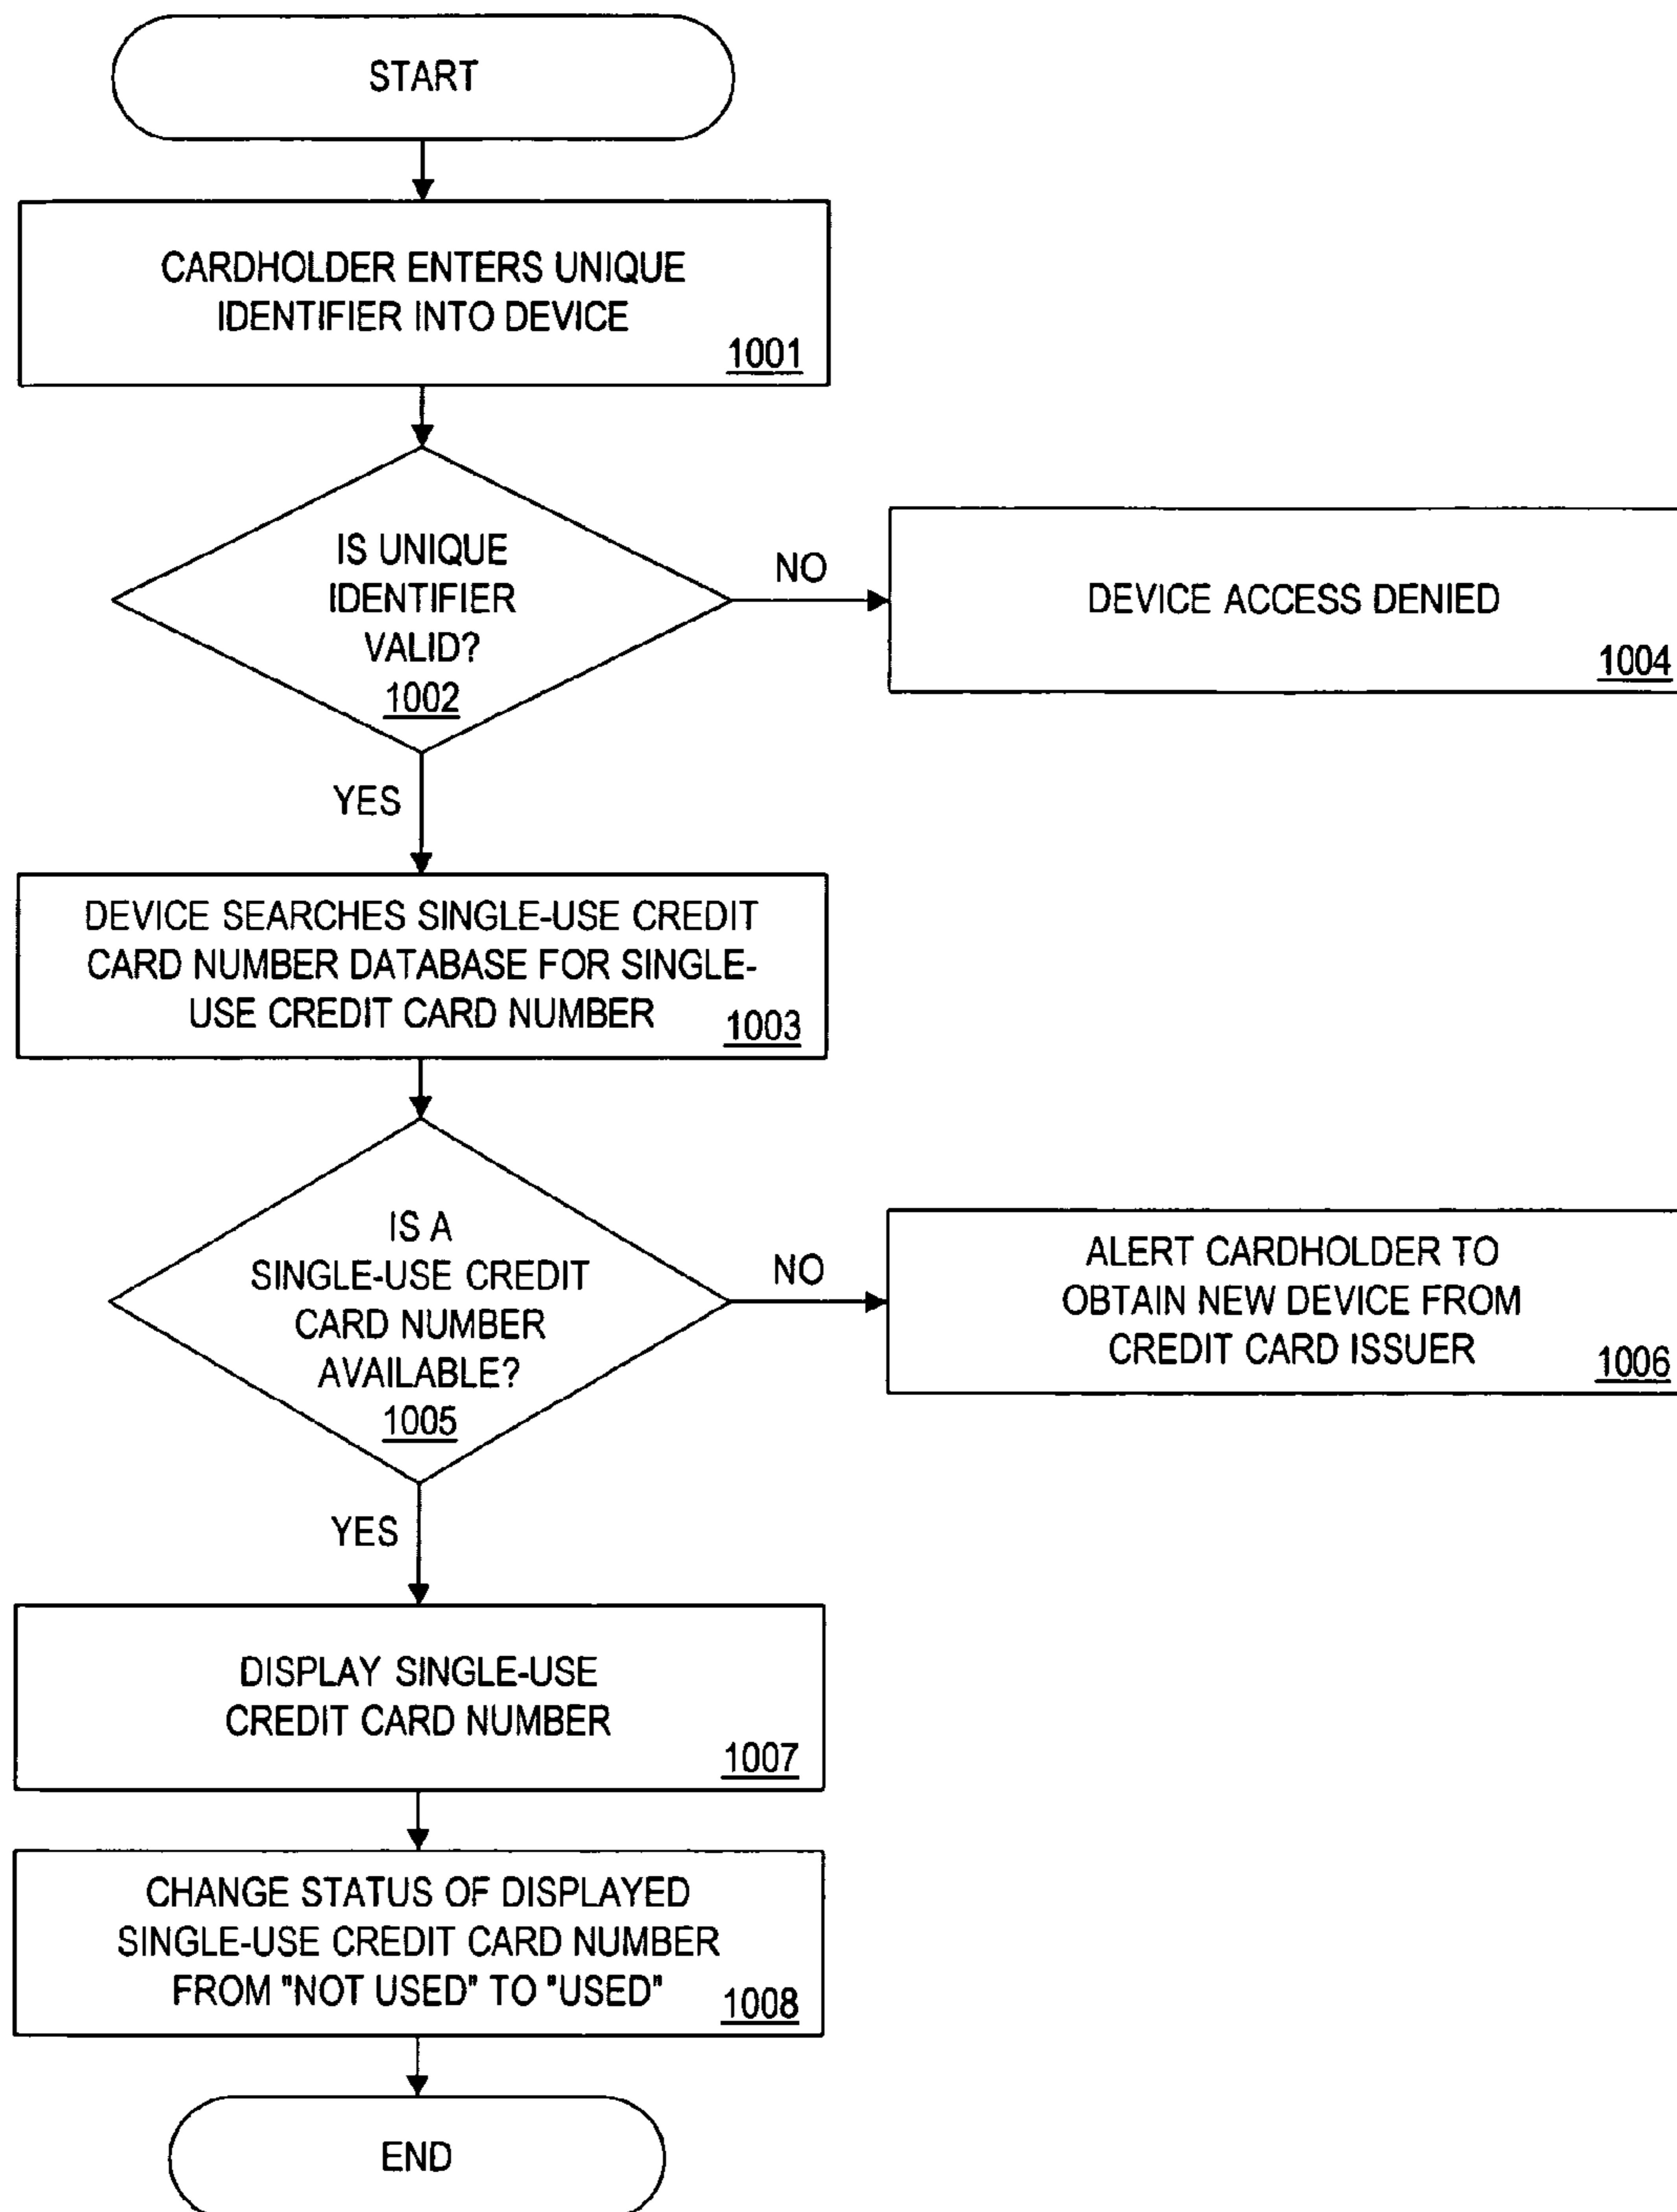 START
CARDHOLDER ENTERS UNIQUE
IDENTIFIER INTO DEVICE
1001
IS UNIQUE
IDENTIFIER
VALID?
1002
NO
DEVICE ACCESS DENIED
1004
YES
DEVICE SEARCHES SINGLE-USE CREDIT
CARD NUMBER DATABASE FOR SINGLE-
USE CREDIT CARD NUMBER
1003
IS A
SINGLE-USE CREDIT
CARD NUMBER
AVAILABLE?
1005
NO
ALERT CARDHOLDER TO
OBTAIN NEW DEVICE FROM
CREDIT CARD ISSUER
1006
YES
DISPLAY SINGLE-USE
CREDIT CARD NUMBER
1007
CHANGE STATUS OF DISPLAYED
SINGLE-USE CREDIT CARD NUMBER
FROM "NOT USED" TO "USED"
1008
END